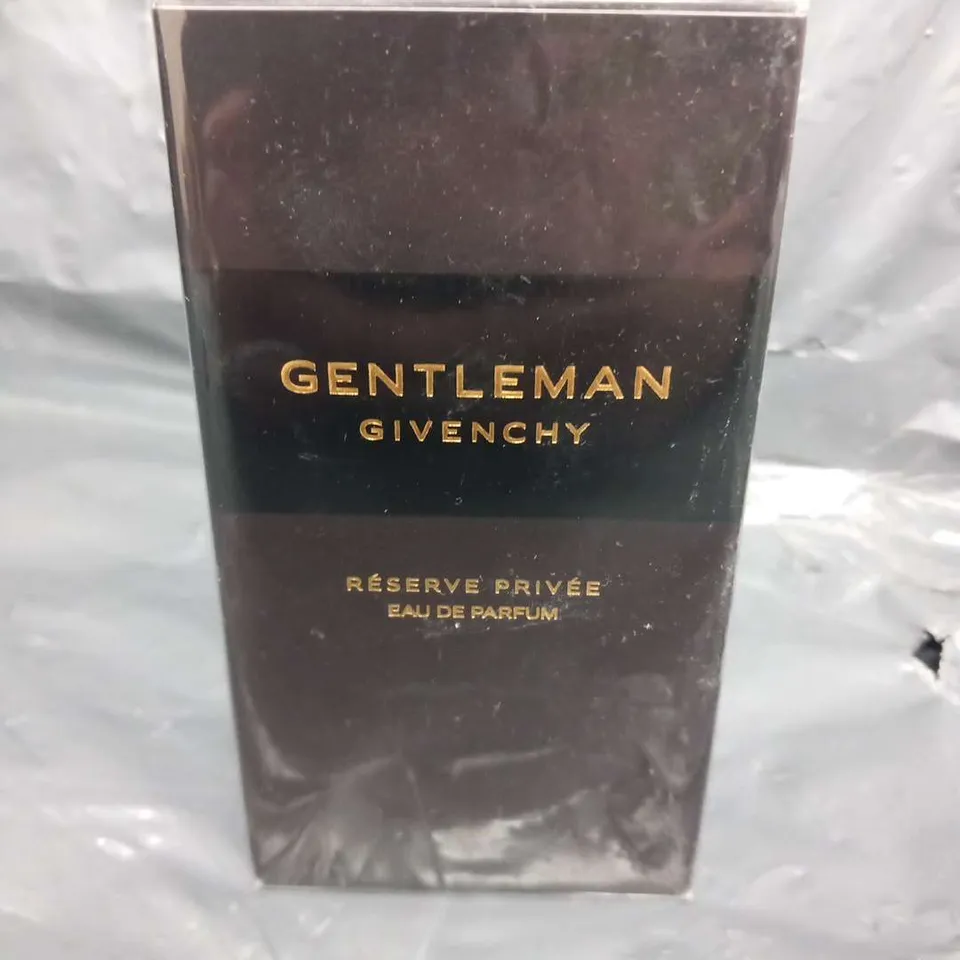 GENTLEMAN
GIVENCHY
RÉSERVE PRIVÉE
EAU DE PARFUM